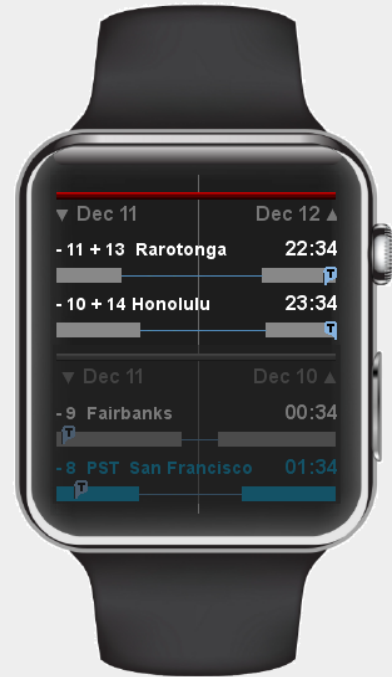 ▼ Dec 11 Dec 12 ▲
- 11 + 13 Rarotonga 22:34
T
- 10 + 14 Honolulu 23:34
T
▼ Dec 11 Dec 10 ▲
- 9 Fairbanks 00:34
T
- 8 PST San Francisco 01:34
T